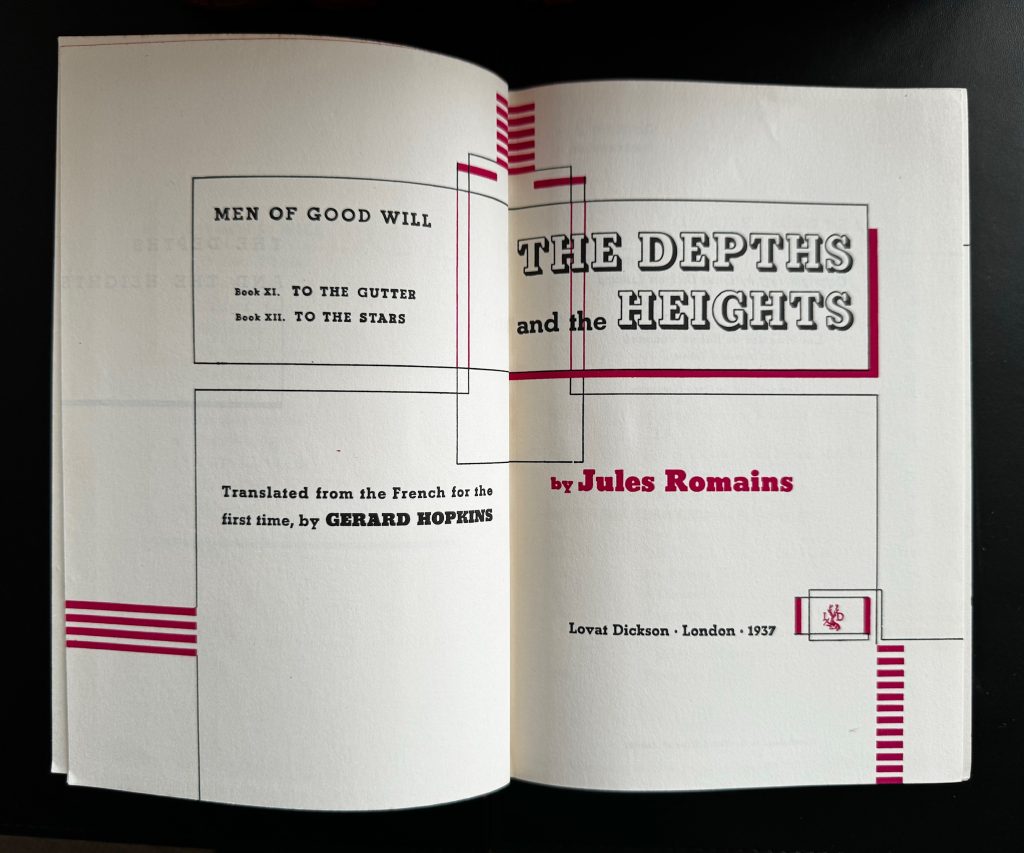 MEN OF GOOD WILL
Book XI. TO THE GUTTER
Book XII. TO THE STARS
Translated from the French for the
first time, by GERARD HOPKINS
THE DEPTHS
and the HEIGHTS
by Jules Romains
Lovat Dickson · London · 1937
LD